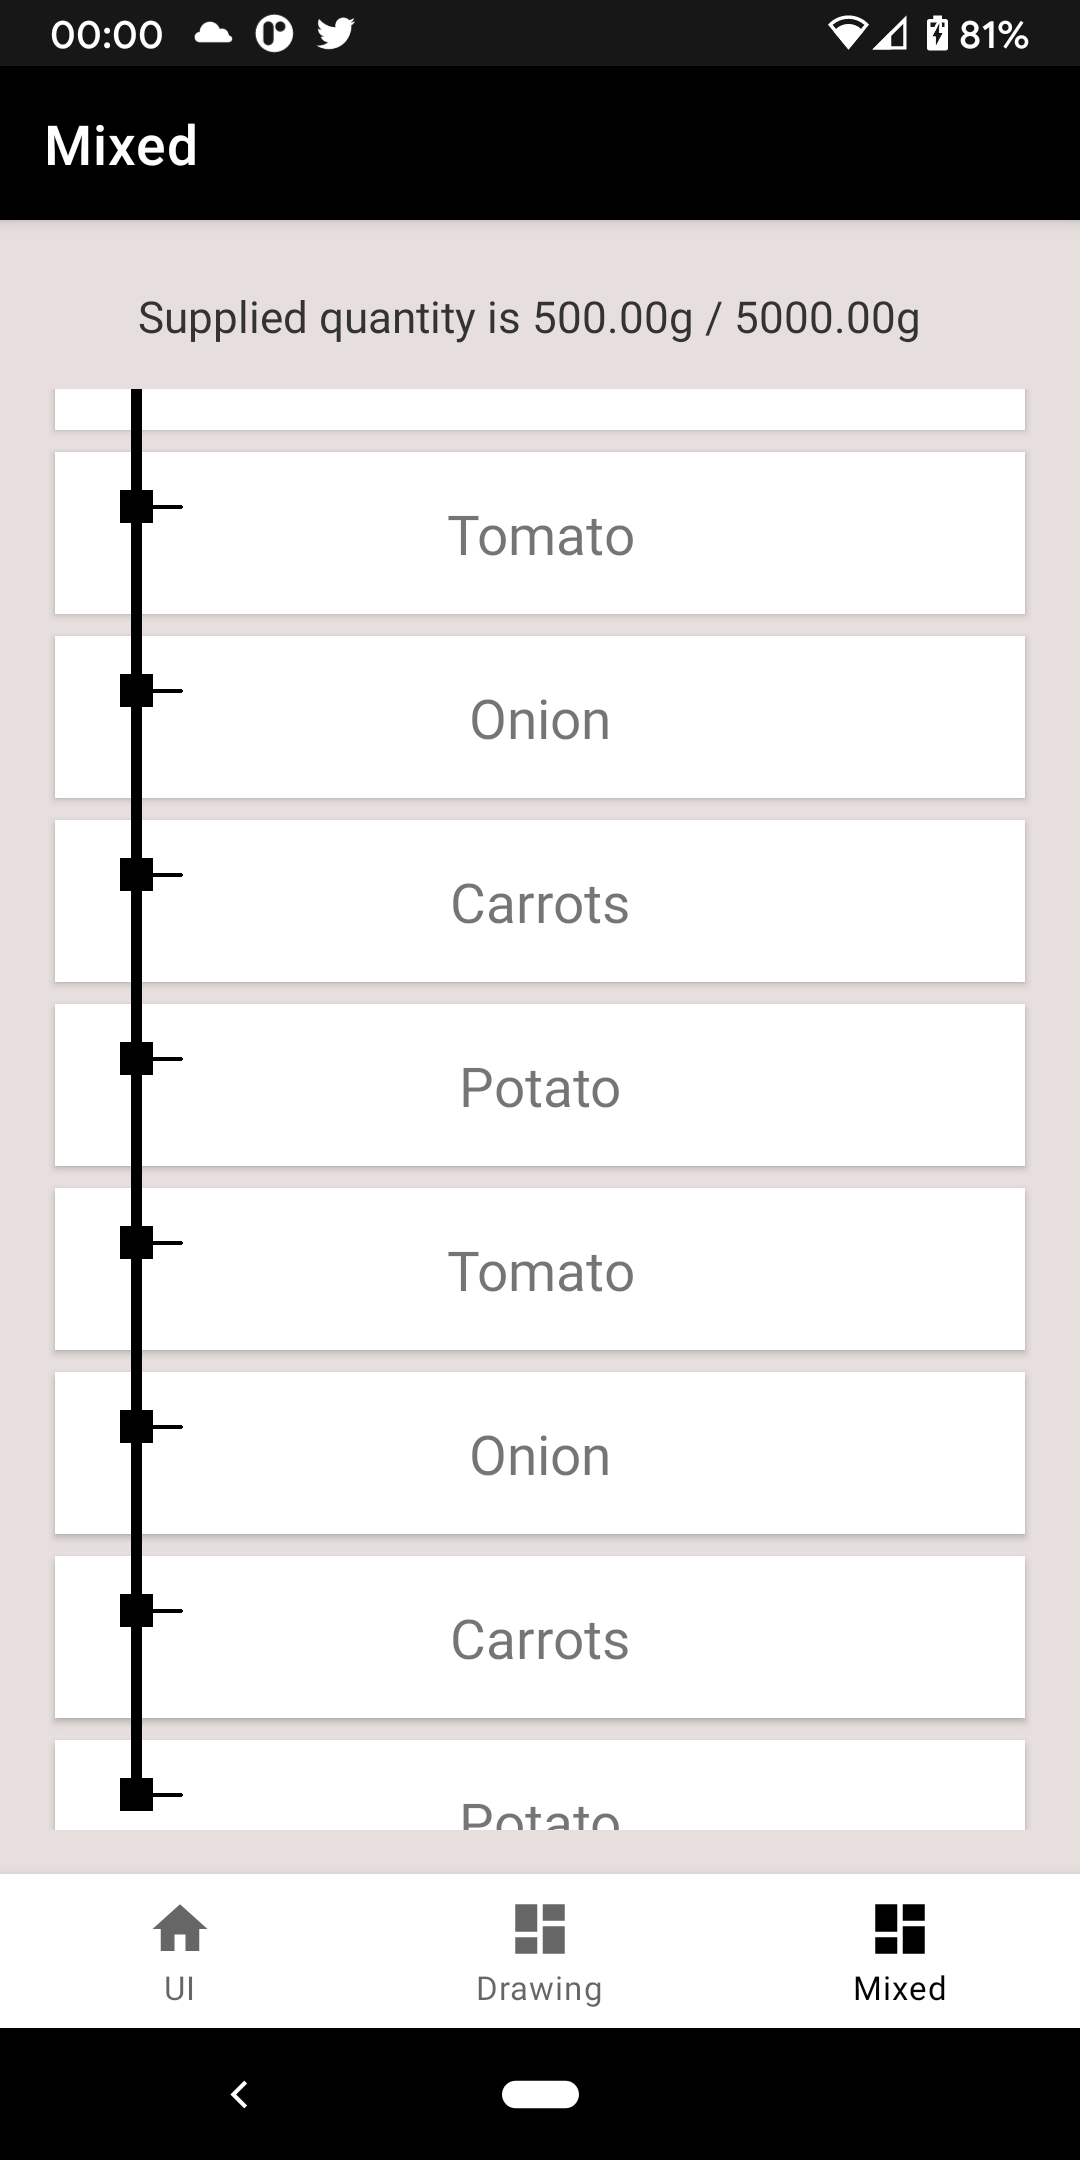 00:00 81%
Mixed
Supplied quantity is 500.00g / 5000.00g
Tomato
Onion
Carrots
Potato
Tomato
Onion
Carrots
Potato
UI Drawing Mixed